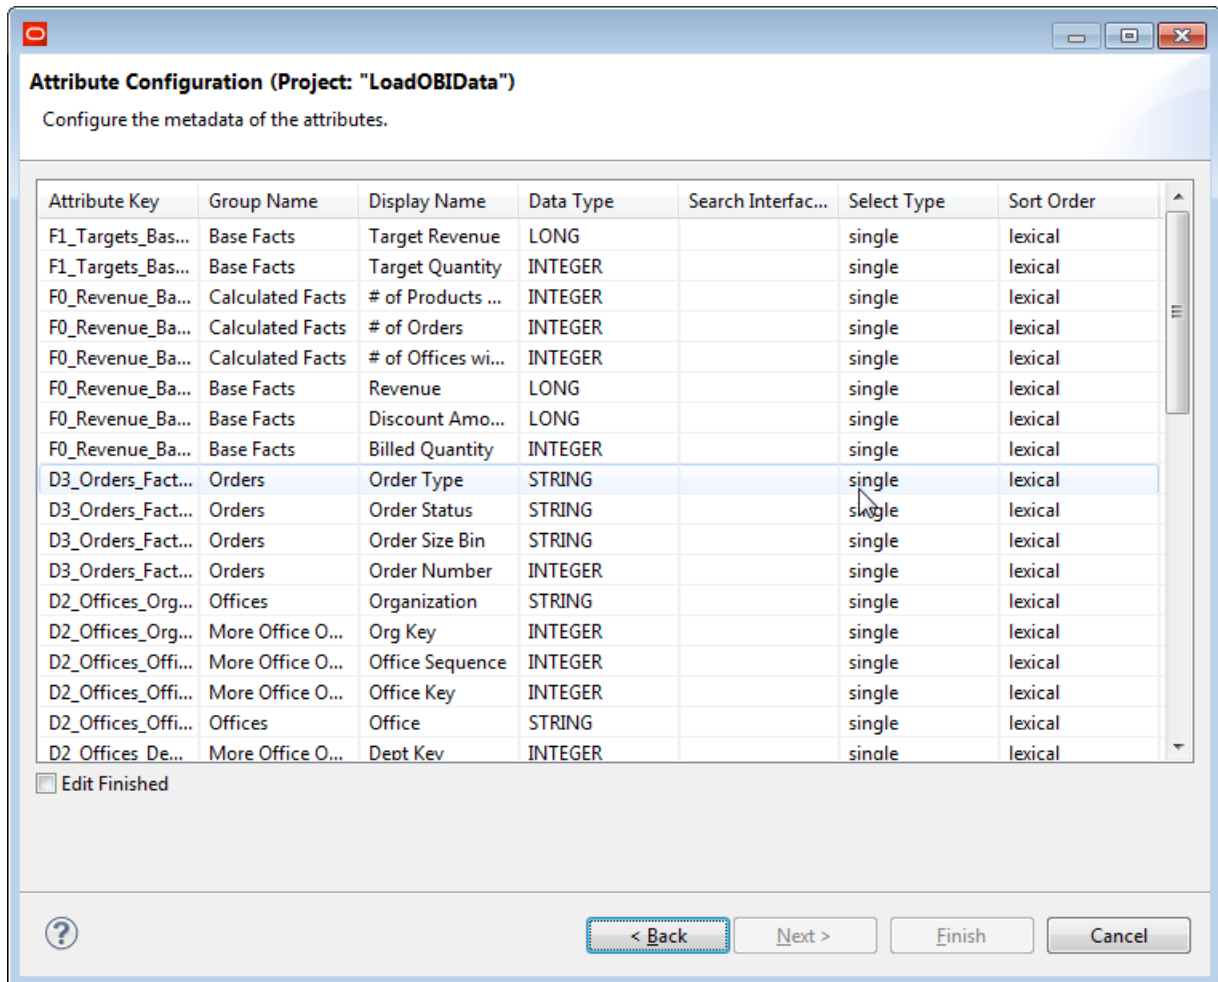 Attribute Configuration (Project: "LoadOBIData")
Configure the metadata of the attributes.
Attribute Key Group Name Display Name Data Type Search Interfac... Select Type Sort Order
F1_Targets_Bas... Base Facts Target Revenue LONG single lexical
F1_Targets_Bas... Base Facts Target Quantity INTEGER single lexical
F0_Revenue_Ba... Calculated Facts # of Products ... INTEGER single lexical
F0_Revenue_Ba... Calculated Facts # of Orders INTEGER single lexical
F0_Revenue_Ba... Calculated Facts # of Offices wi... INTEGER single lexical
F0_Revenue_Ba... Base Facts Revenue LONG single lexical
F0_Revenue_Ba... Base Facts Discount Amo... LONG single lexical
F0_Revenue_Ba... Base Facts Billed Quantity INTEGER single lexical
D3_Orders_Fact... Orders Order Type STRING single lexical
D3_Orders_Fact... Orders Order Status STRING single lexical
D3_Orders_Fact... Orders Order Size Bin STRING single lexical
D3_Orders_Fact... Orders Order Number INTEGER single lexical
D2_Offices_Org... Offices Organization STRING single lexical
D2_Offices_Org... More Office O... Org Key INTEGER single lexical
D2_Offices_Offi... More Office O... Office Sequence INTEGER single lexical
D2_Offices_Offi... More Office O... Office Key INTEGER single lexical
D2_Offices_Offi... Offices Office STRING single lexical
D2_Offices_De... More Office O... Dept Key INTEGER single lexical
Edit Finished
? < Back Next > Finish Cancel